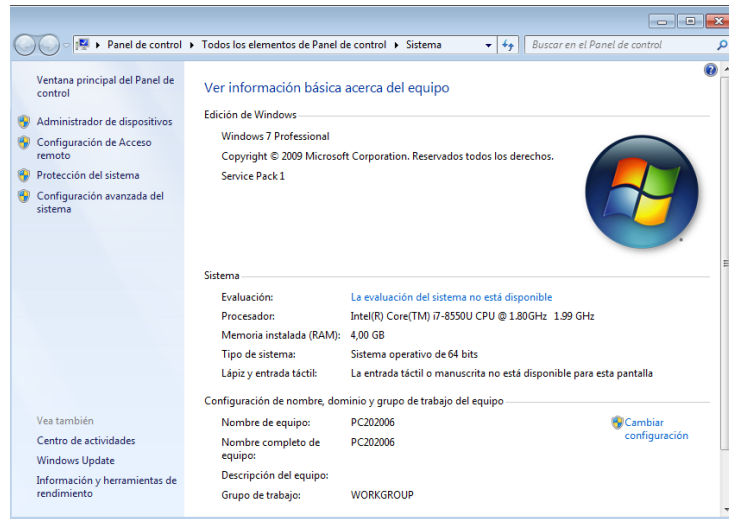 Panel de control ▸ Todos los elementos de Panel de control ▸ Sistema
Buscar en el Panel de control
Ventana principal del Panel de
control
Administrador de dispositivos
Configuración de Acceso
remoto
Protección del sistema
Configuración avanzada del
sistema
Vea también
Centro de actividades
Windows Update
Información y herramientas de
rendimiento
Ver información básica acerca del equipo
Edición de Windows
Windows 7 Professional
Copyright © 2009 Microsoft Corporation. Reservados todos los derechos.
Service Pack 1
Sistema
Evaluación: La evaluación del sistema no está disponible
Procesador: Intel(R) Core(TM) i7-8550U CPU @ 1.80GHz 1.99 GHz
Memoria instalada (RAM): 4,00 GB
Tipo de sistema: Sistema operativo de 64 bits
Lápiz y entrada táctil: La entrada táctil o manuscrita no está disponible para esta pantalla
Configuración de nombre, dominio y grupo de trabajo del equipo
Nombre de equipo: PC202006
Cambiar
configuración
Nombre completo de
equipo: PC202006
Descripción del equipo:
Grupo de trabajo: WORKGROUP